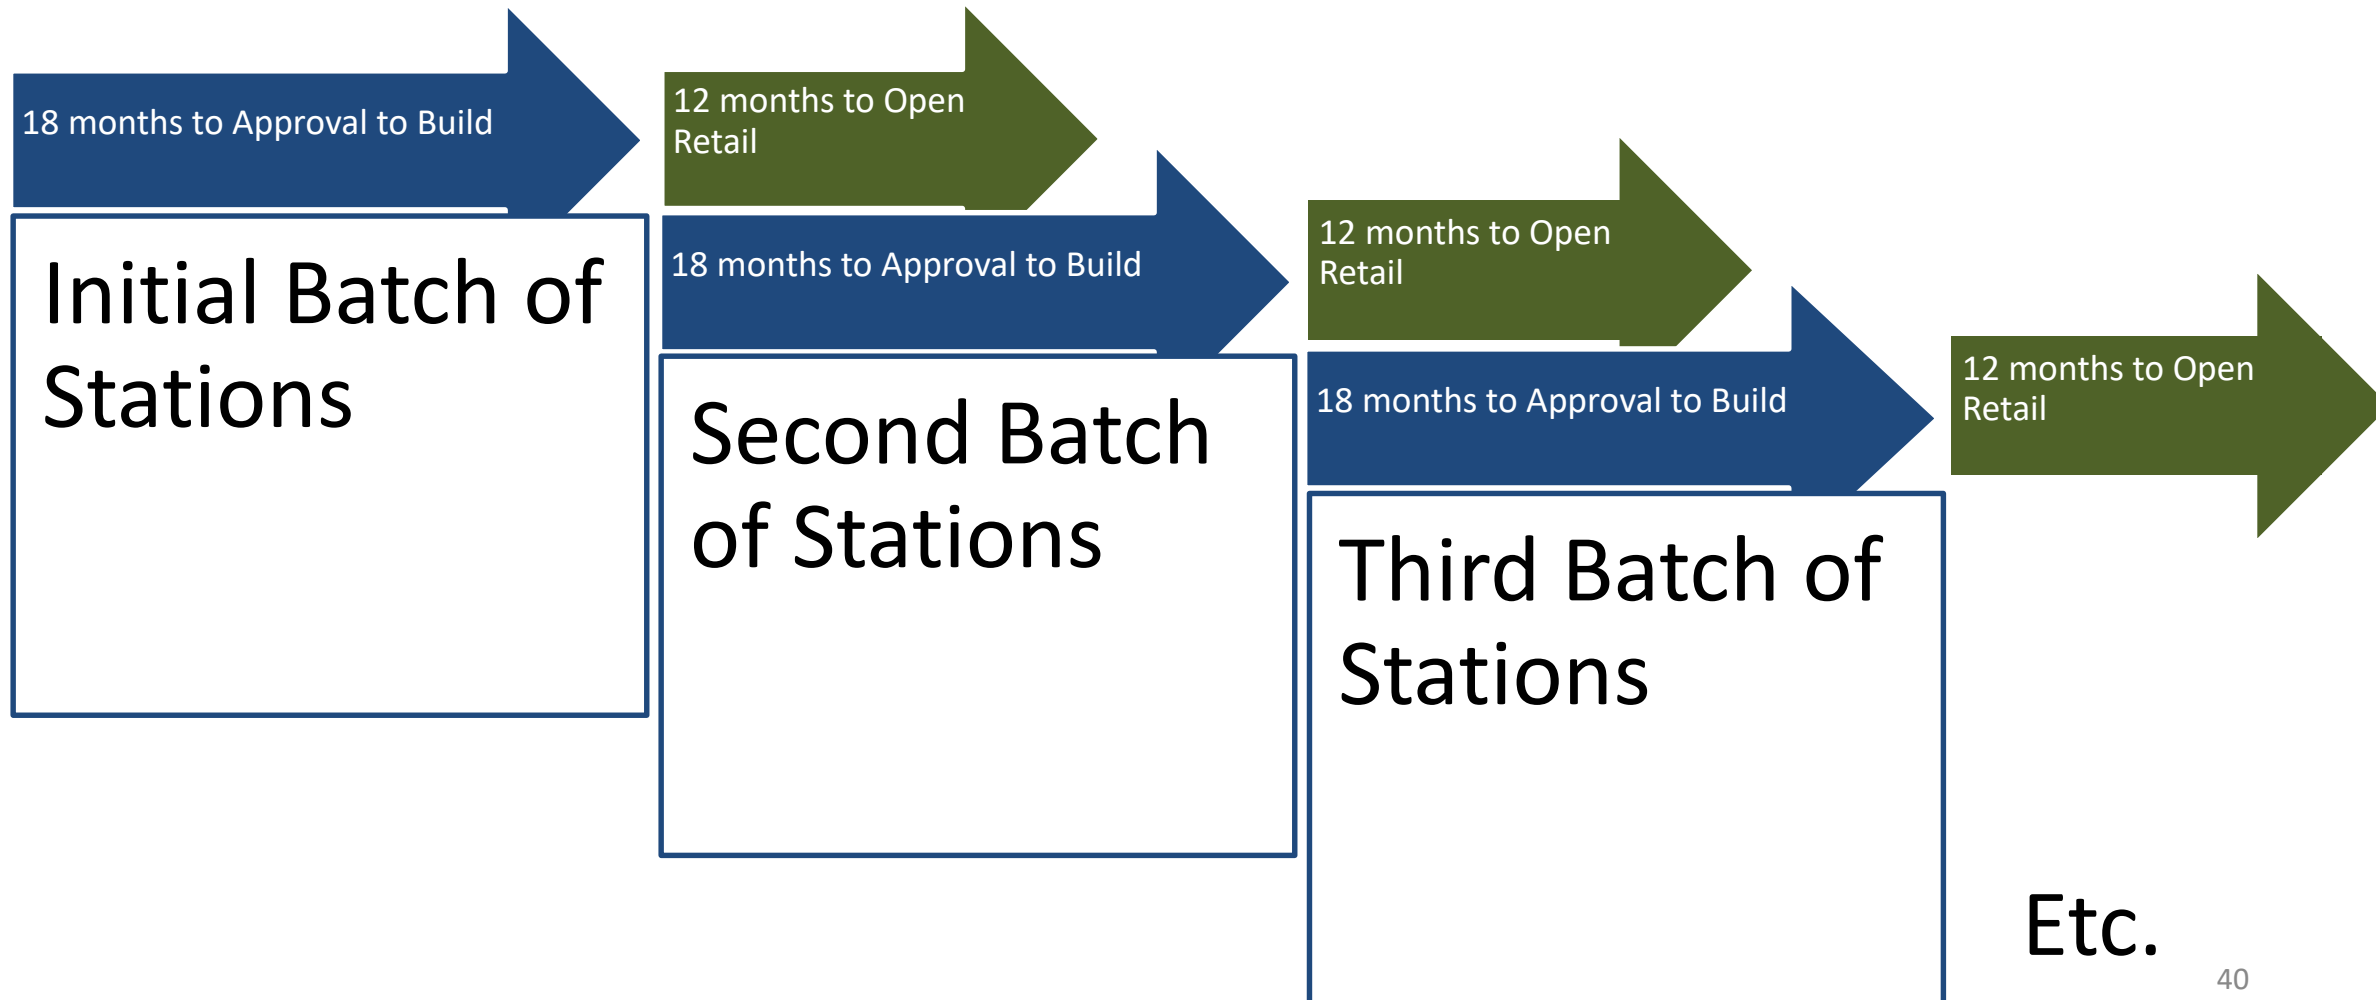 18 months to Approval to Build
12 months to Open
Retail
Initial Batch of
Stations
18 months to Approval to Build
12 months to Open
Retail
Second Batch
of Stations
18 months to Approval to Build
12 months to Open
Retail
Third Batch of
Stations
Etc.
40